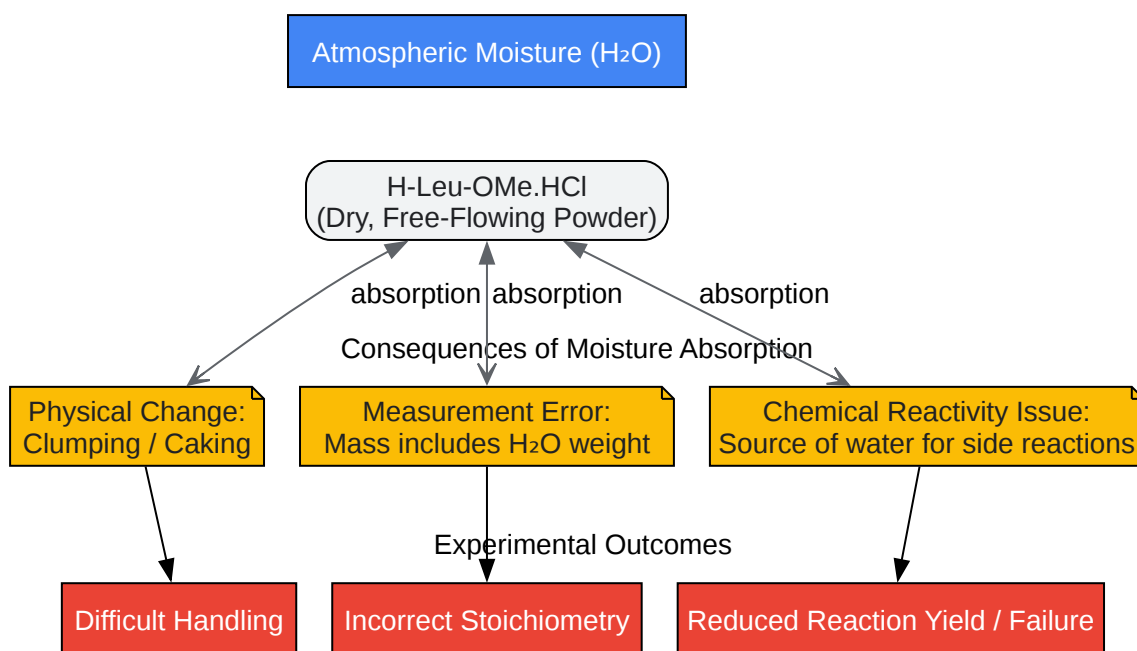 Atmospheric Moisture (H₂O)
H-Leu-OMe.HCl
(Dry, Free-Flowing Powder)
absorption
absorption
absorption
Consequences of Moisture Absorption
Physical Change:
Clumping / Caking
Measurement Error:
Mass includes H₂O weight
Chemical Reactivity Issue:
Source of water for side reactions
Experimental Outcomes
Difficult Handling
Incorrect Stoichiometry
Reduced Reaction Yield / Failure